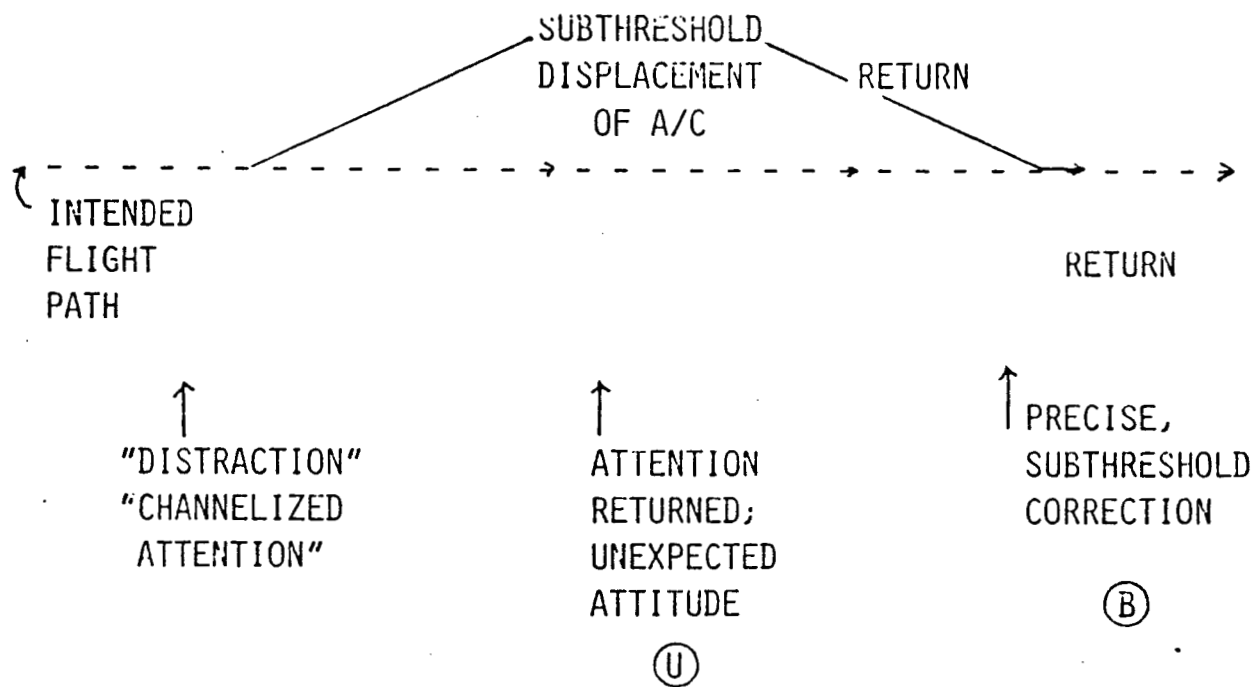 SUBTHRESHOLD
DISPLACEMENT
OF A/C
RETURN
INTENDED
FLIGHT
PATH
RETURN
"DISTRACTION"
"CHANNELIZED
ATTENTION"
ATTENTION
RETURNED;
UNEXPECTED
ATTITUDE
U
PRECISE,
SUBTHRESHOLD
CORRECTION
B